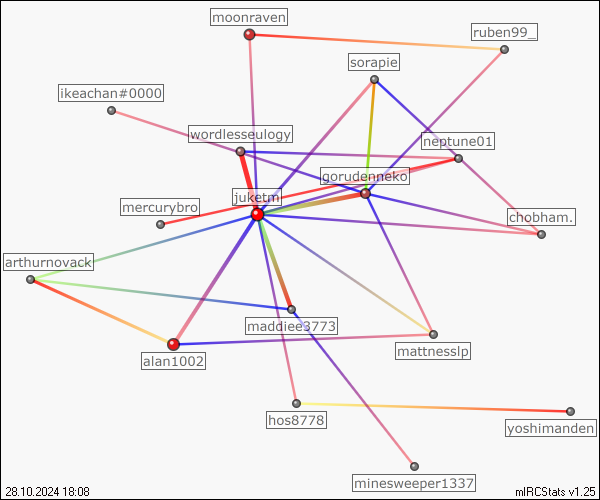 moonraven
ruben99_
sorapie
ikeachan#0000
wordlesseulogy
neptune01
gorudenneko
juketm
mercurybro
chobham.
arthurnovack
maddiee3773
mattnesslp
alan1002
hos8778
yoshimanden
minesweeper1337
28.10.2024 18:08
mIRCStats v1.25